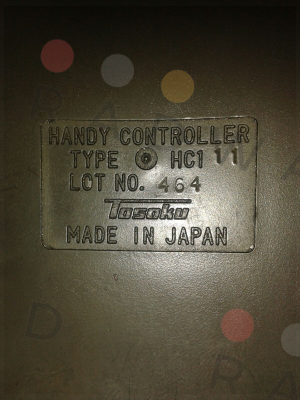 HANDY CONTROLLER
TYPE HC1 11
LOT NO. 464
Tosoku
MADE IN JAPAN